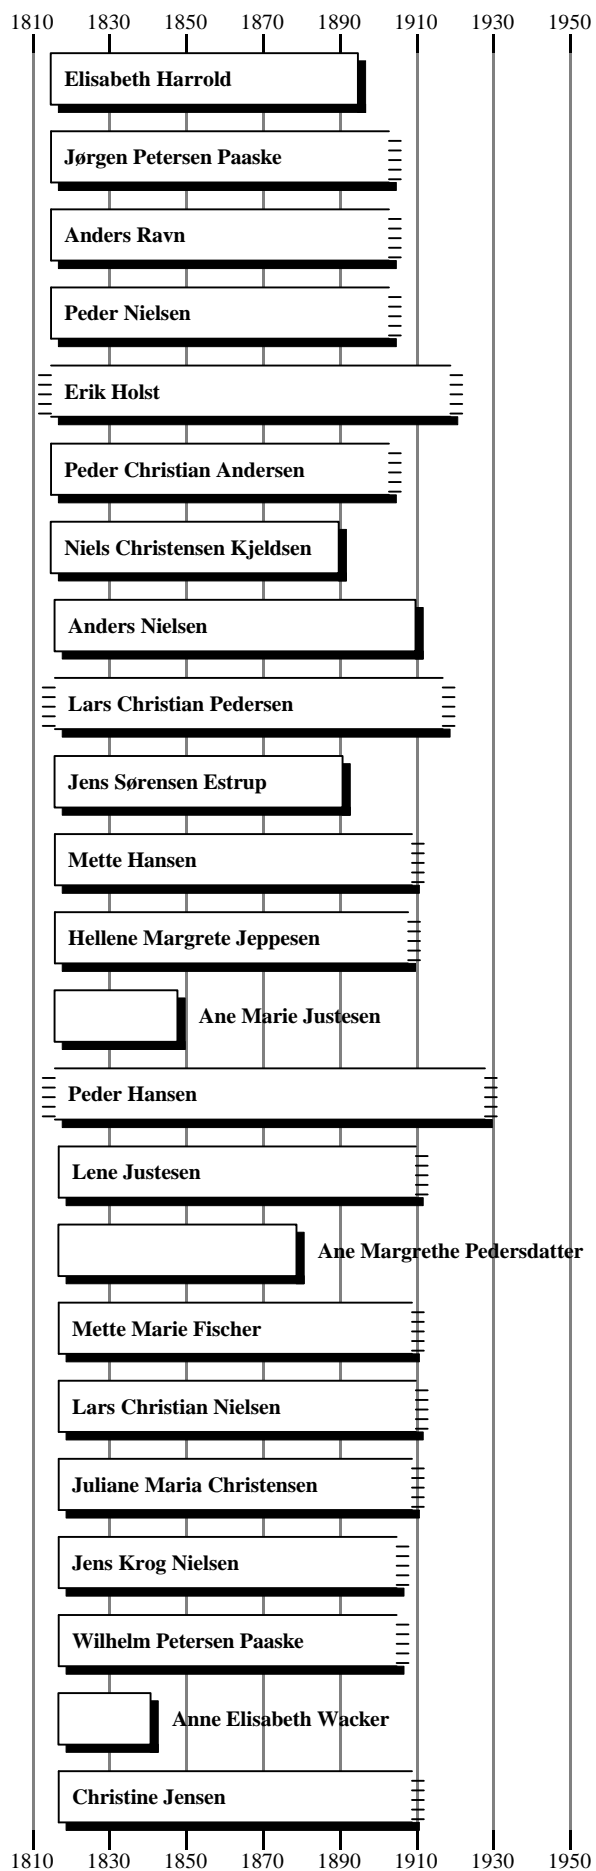 1810 1830 1850 1870 1890 1910 1930 1950
Elisabeth Harrold
Jørgen Petersen Paaske
Anders Ravn
Peder Nielsen
Erik Holst
Peder Christian Andersen
Niels Christensen Kjeldsen
Anders Nielsen
Lars Christian Pedersen
Jens Sørensen Estrup
Mette Hansen
Hellene Margrete Jeppesen
Ane Marie Justesen
Peder Hansen
Lene Justesen
Ane Margrethe Pedersdatter
Mette Marie Fischer
Lars Christian Nielsen
Juliane Maria Christensen
Jens Krog Nielsen
Wilhelm Petersen Paaske
Anne Elisabeth Wacker
Christine Jensen
1810 1830 1850 1870 1890 1910 1930 1950